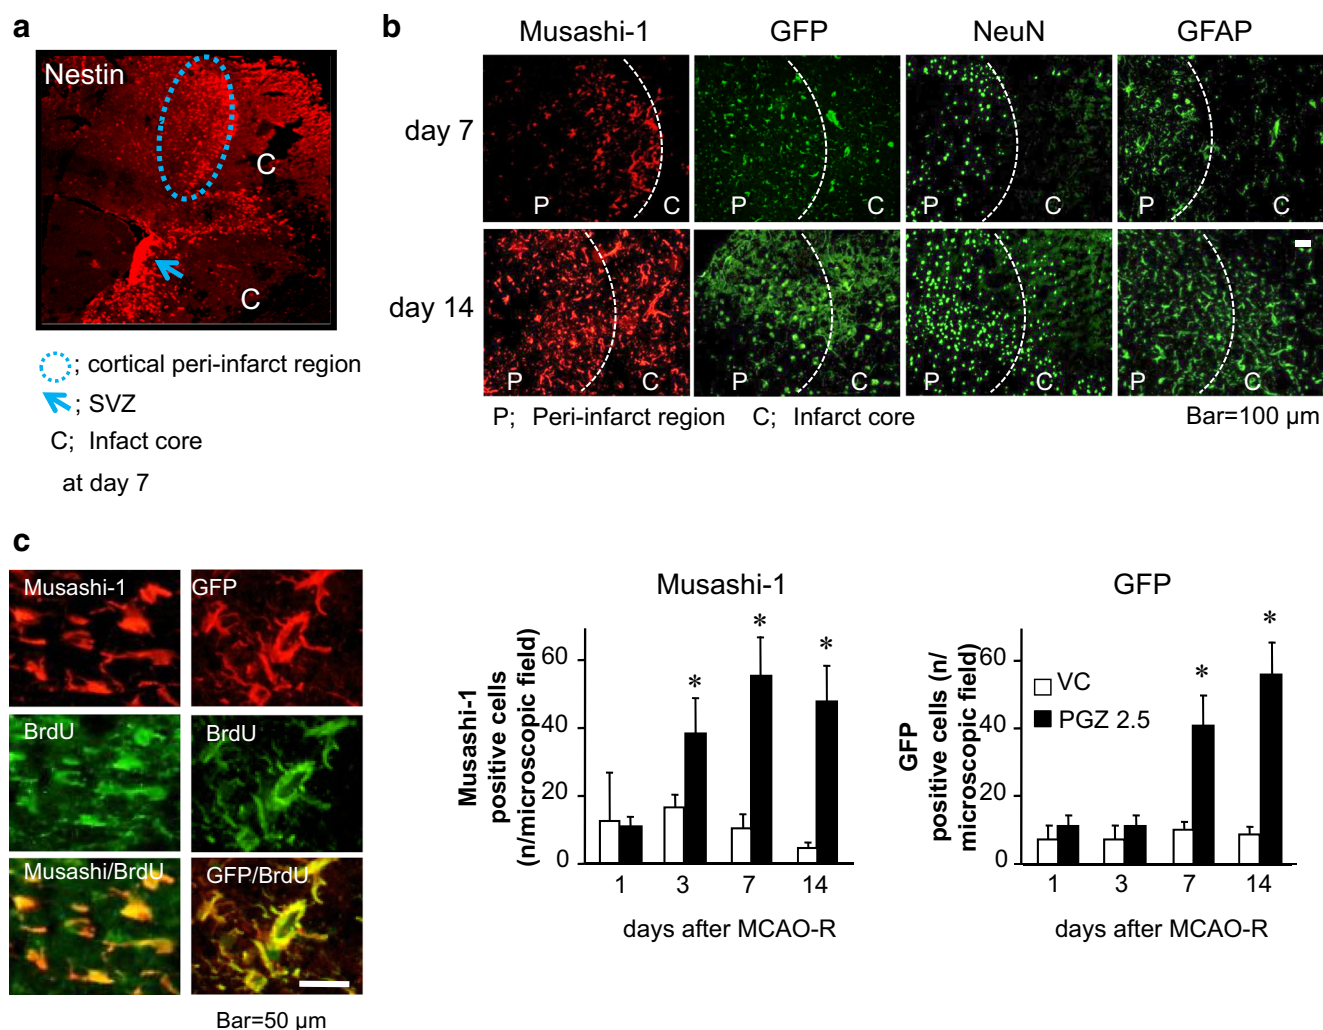 a
Nestin
C
C
; cortical peri-infarct region
; SVZ
C; Infact core
at day 7
b
Musashi-1 GFP NeuN GFAP
day 7
P C P C P C P C
day 14
P C P C P C P C
P; Peri-infarct region C; Infarct core Bar=100 µm
c
Musashi-1 GFP
BrdU BrdU
Musashi/BrdU GFP/BrdU
Bar=50 µm
Musashi-1
Musashi-1
positive cells
(n/microscopic field)
60
40
20
0
* * *
1 3 7 14
days after MCAO-R
GFP
GFP
positive cells (n/
microscopic field)
60
40
20
0
* *
VC
PGZ 2.5
1 3 7 14
days after MCAO-R